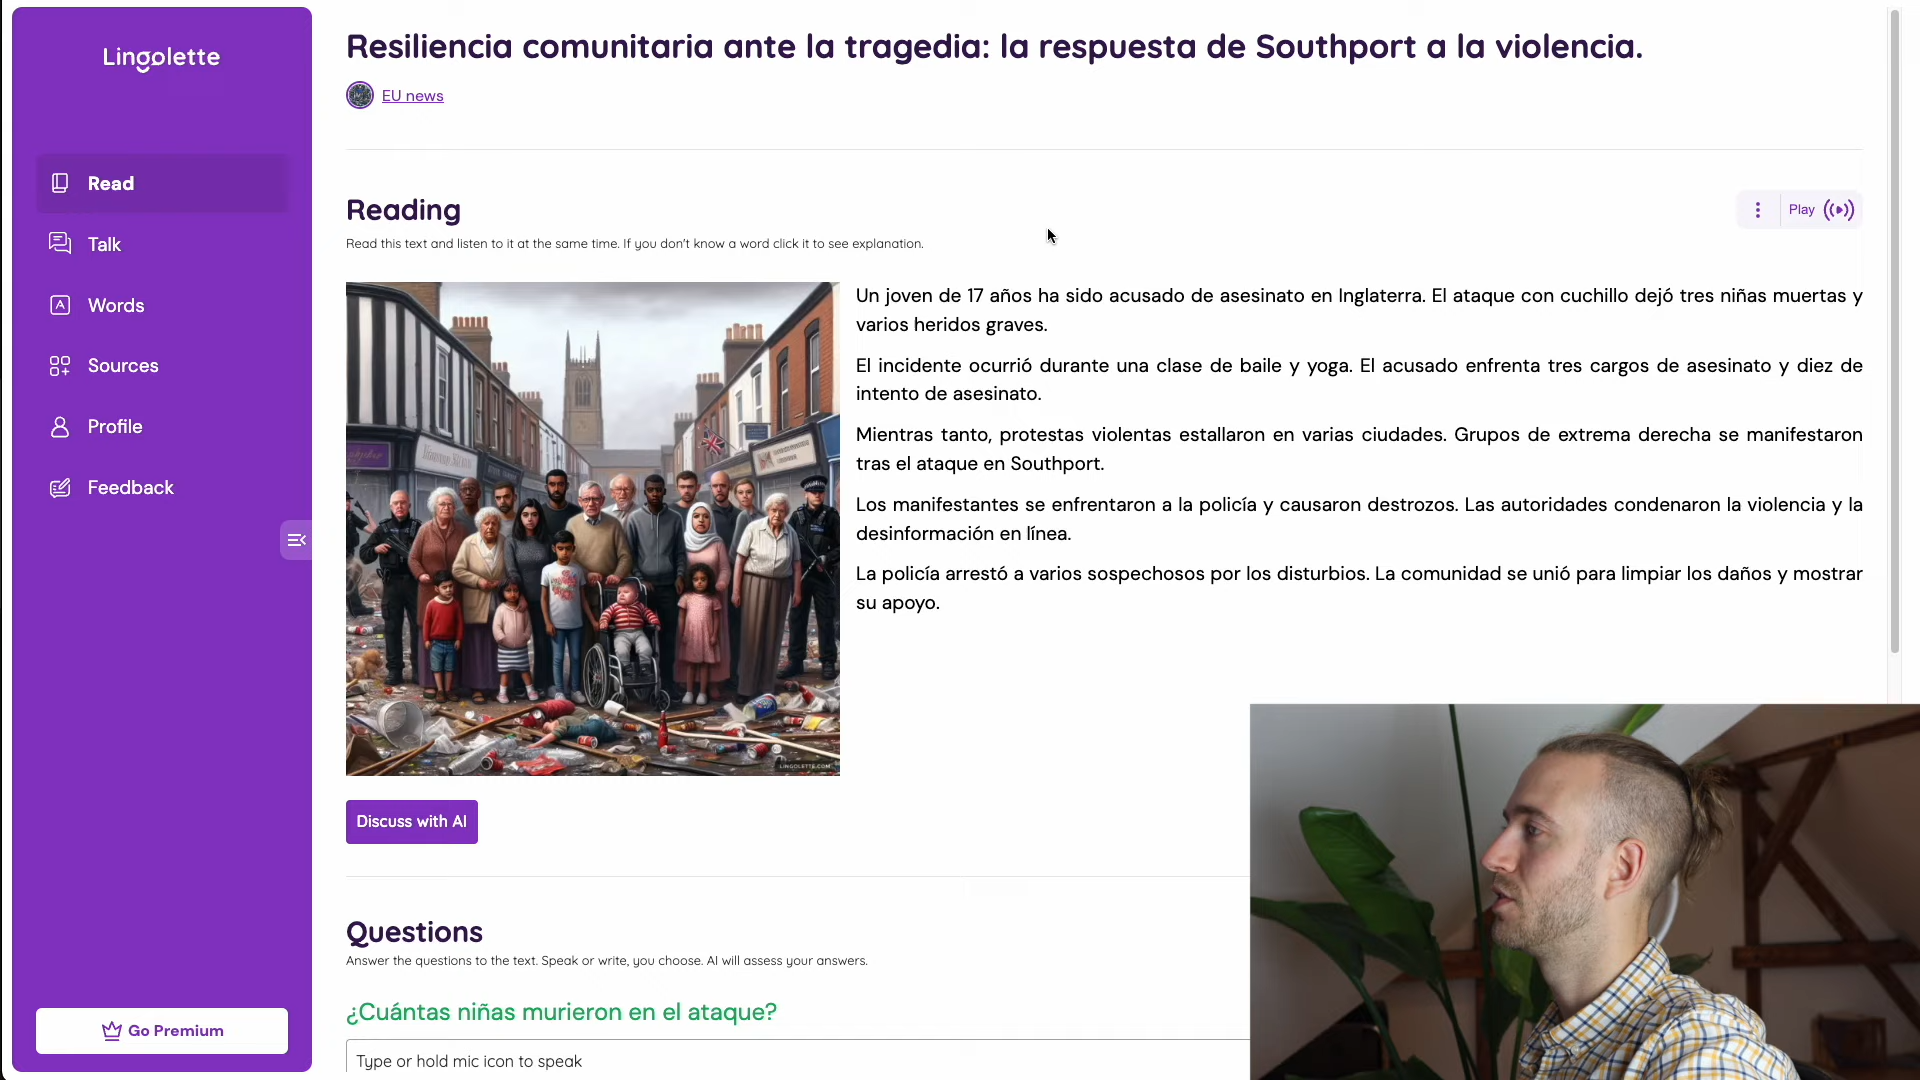 Lingolette
Read
Talk
Words
Sources
Profile
Feedback
Go Premium
Resiliencia comunitaria ante la tragedia: la respuesta de Southport a la violencia.
EU news
Reading
Play
Read this text and listen to it at the same time. If you don't know a word click it to see explanation.
Un joven de 17 años ha sido acusado de asesinato en Inglaterra. El ataque con cuchillo dejó tres niñas muertas y
varios heridos graves.
El incidente ocurrió durante una clase de baile y yoga. El acusado enfrenta tres cargos de asesinato y diez de
intento de asesinato.
Mientras tanto, protestas violentas estallaron en varias ciudades. Grupos de extrema derecha se manifestaron
tras el ataque en Southport.
Los manifestantes se enfrentaron a la policía y causaron destrozos. Las autoridades condenaron la violencia y la
desinformación en línea.
La policía arrestó a varios sospechosos por los disturbios. La comunidad se unió para limpiar los daños y mostrar
su apoyo.
LINGOLETTE.COM
Discuss with AI
Questions
Answer the questions to the text. Speak or write, you choose. AI will assess your answers.
¿Cuántas niñas murieron en el ataque?
Type or hold mic icon to speak